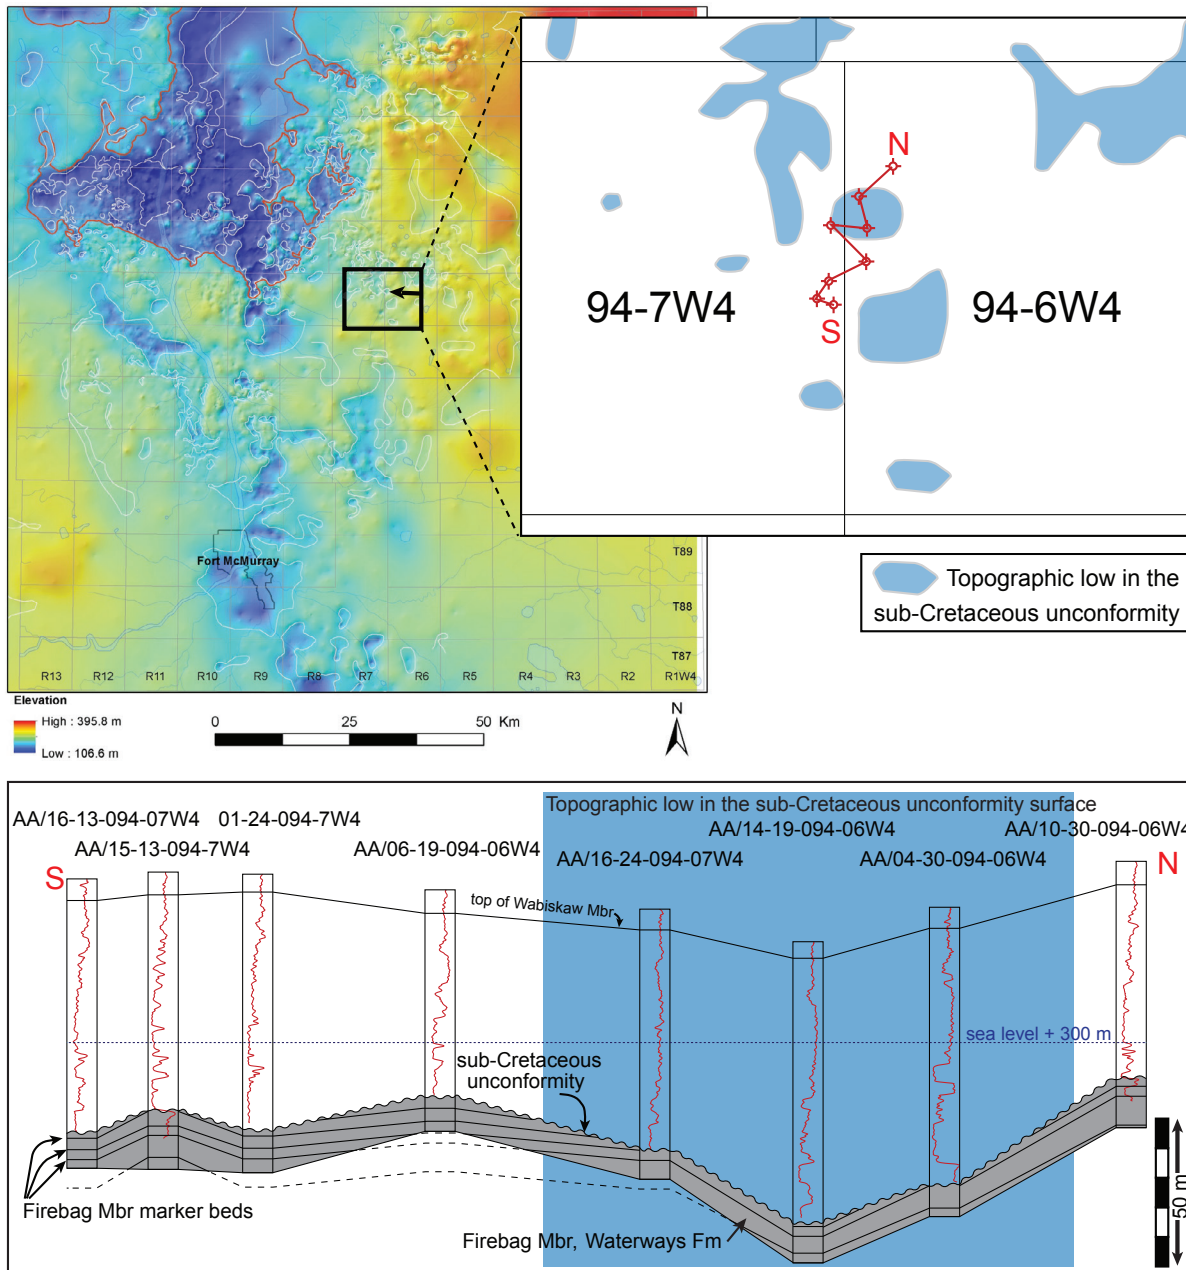 N
94-7W4
94-6W4
S
Topographic low in the
sub-Cretaceous unconformity
Fort McMurray
T89
T88
T87
R13 R12 R11 R10 R9 R8 R7 R6 R5 R4 R3 R2 R1W4
Elevation
High : 395.8 m
Low : 106.6 m
0 25 50 Km
N
Topographic low in the sub-Cretaceous unconformity surface
AA/16-13-094-07W4 01-24-094-7W4 AA/14-19-094-06W4 AA/10-30-094-06W4
AA/15-13-094-7W4 AA/06-19-094-06W4 AA/16-24-094-07W4 AA/04-30-094-06W4
S
N
top of Wabiskaw Mbr
sea level + 300 m
sub-Cretaceous
unconformity
Firebag Mbr marker beds
Firebag Mbr, Waterways Fm
50 m